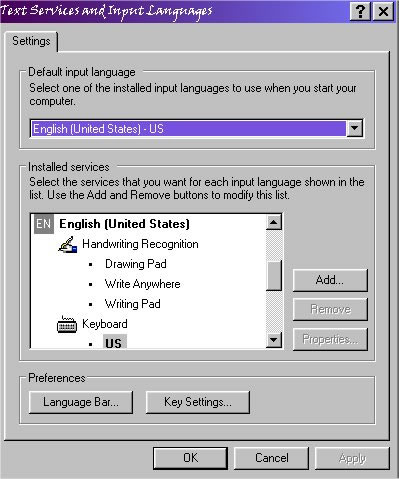 Text Services and Input Languages
Settings
Default input language
Select one of the installed input languages to use when you start your
computer.
English (United States) - US
Installed services
Select the services that you want for each input language shown in the
list. Use the Add and Remove buttons to modify this list.
EN English (United States)
Handwriting Recognition
• Drawing Pad
• Write Anywhere
• Writing Pad
Keyboard
• US
Add...
Remove
Properties...
Preferences
Language Bar...
Key Settings...
OK
Cancel
Apply